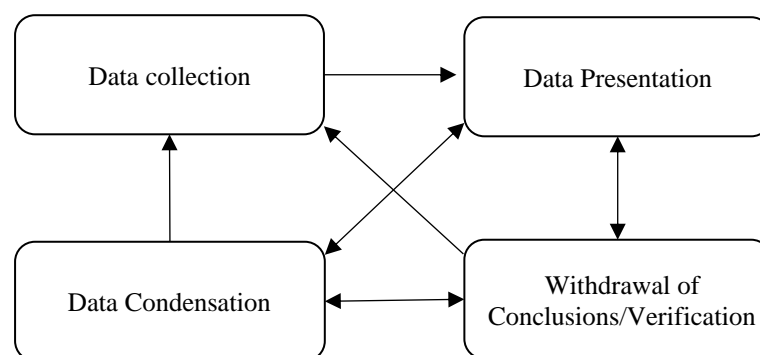 Data collection
Data Presentation
Data Condensation
Withdrawal of
Conclusions/Verification